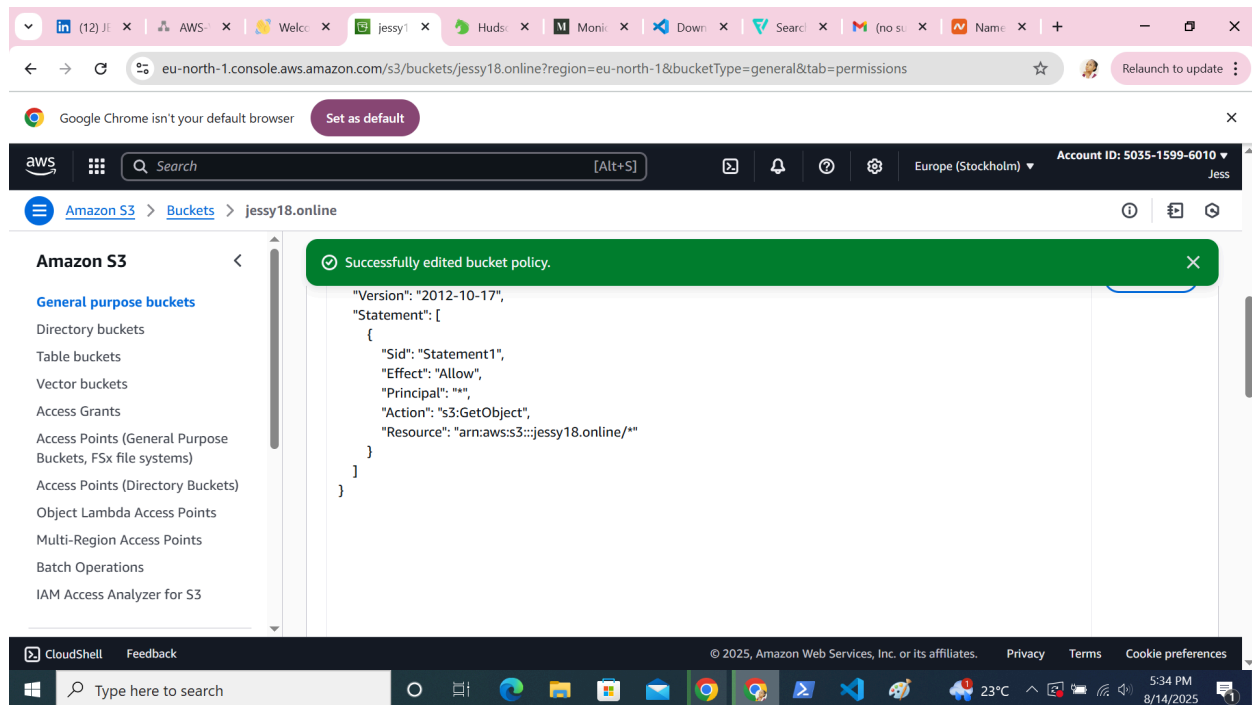 (12) JE
AWS-
Welco
jessy1
Hudso
Monic
Down
Search
(no su
Name
eu-north-1.console.aws.amazon.com/s3/buckets/jessy18.online?region=eu-north-1&bucketType=general&tab=permissions
Relaunch to update
Google Chrome isn't your default browser
Set as default
aws
Search
[Alt+S]
Europe (Stockholm)
Account ID: 5035-1599-6010
Jess
Amazon S3
Buckets
jessy18.online
Amazon S3
General purpose buckets
Directory buckets
Table buckets
Vector buckets
Access Grants
Access Points (General Purpose
Buckets, FSx file systems)
Access Points (Directory Buckets)
Object Lambda Access Points
Multi-Region Access Points
Batch Operations
IAM Access Analyzer for S3
Successfully edited bucket policy.
"Version": "2012-10-17",
"Statement": [
{
"Sid": "Statement1",
"Effect": "Allow",
"Principal": "*",
"Action": "s3:GetObject",
"Resource": "arn:aws:s3:::jessy18.online/*"
}
]
}
CloudShell
Feedback
© 2025, Amazon Web Services, Inc. or its affiliates.
Privacy
Terms
Cookie preferences
Type here to search
1
23°C
5:34 PM
8/14/2025
1